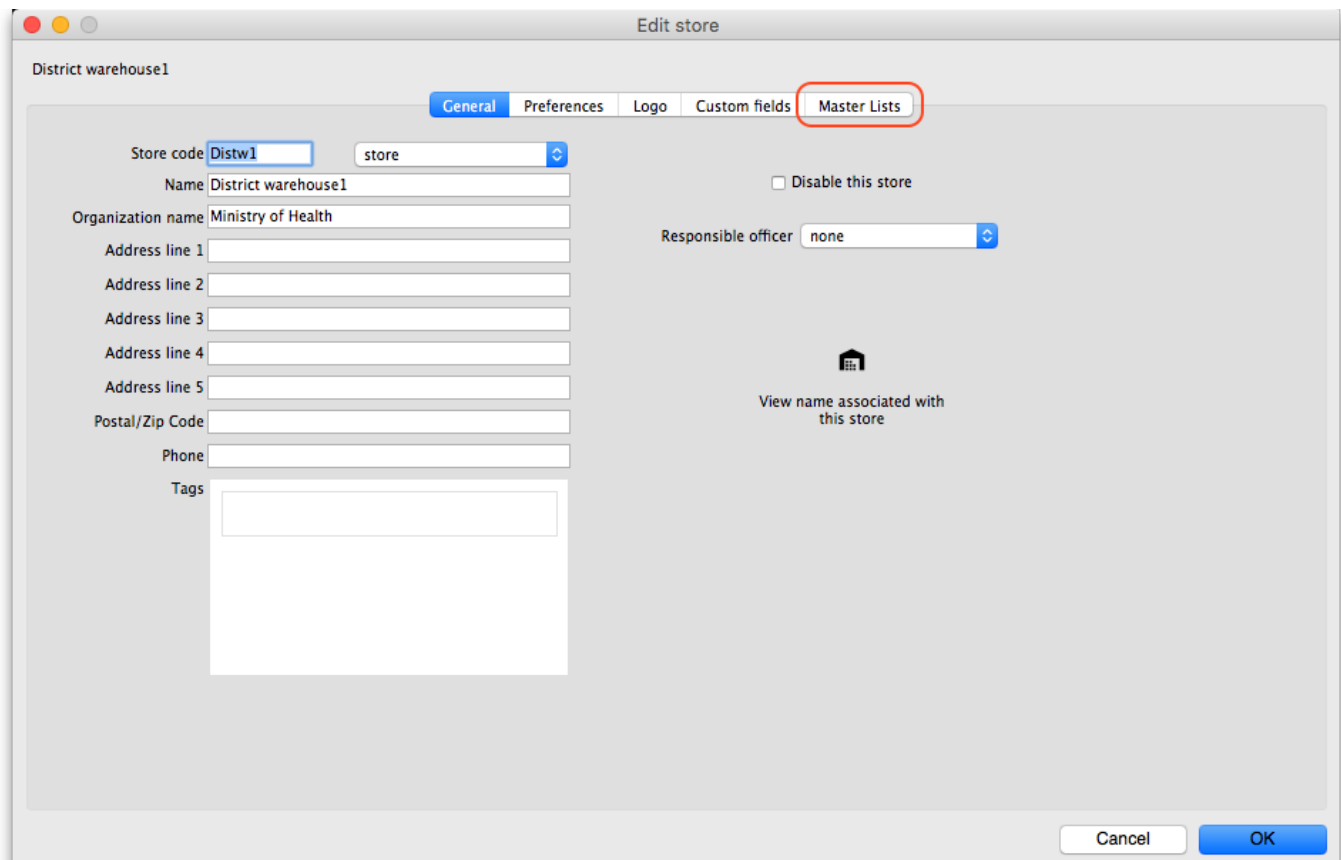 Edit store
District warehouse1
General Preferences Logo Custom fields Master Lists
Store code Distw1 store
Disable this store
Name District warehouse1
Organization name Ministry of Health
Responsible officer none
Address line 1
Address line 2
Address line 3
Address line 4
Address line 5
View name associated with
this store
Postal/Zip Code
Phone
Tags
Cancel OK